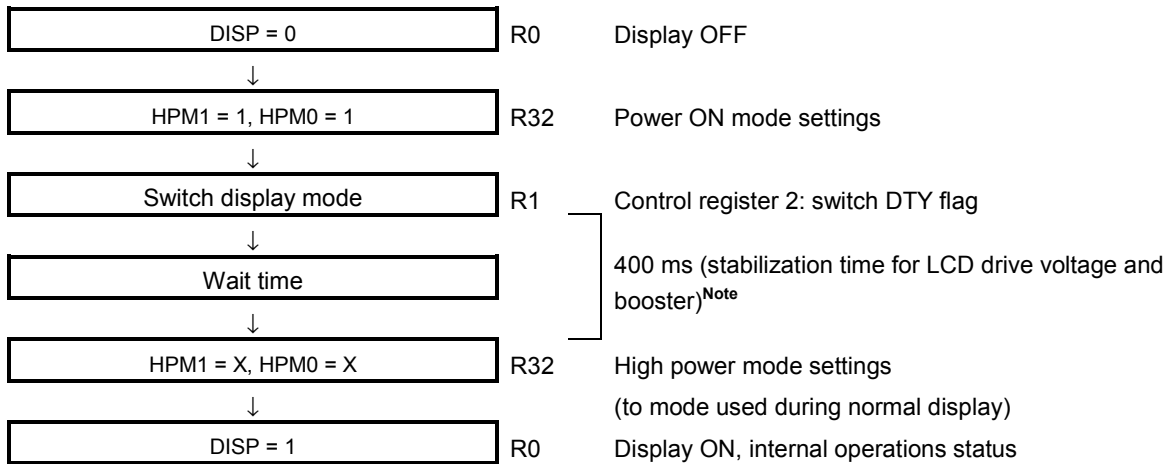 DISP = 0 R0 Display OFF
↓
HPM1 = 1, HPM0 = 1 R32 Power ON mode settings
↓
Switch display mode R1 Control register 2: switch DTY flag
↓
Wait time 400 ms (stabilization time for LCD drive voltage and
booster)Note
↓
HPM1 = X, HPM0 = X R32 High power mode settings
↓ (to mode used during normal display)
DISP = 1 R0 Display ON, internal operations status